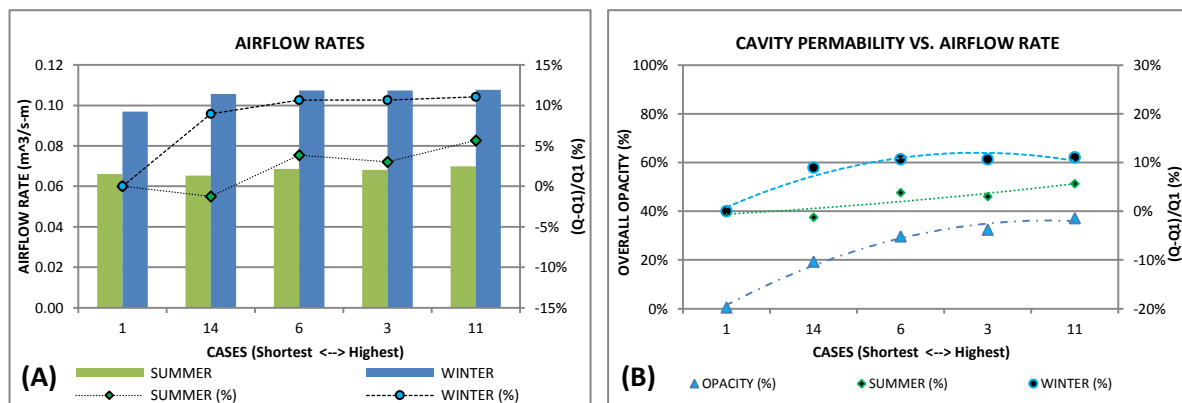 AIRFLOW RATES
AIRFLOW RATE (m^3/s-m)
0.12
0.10
0.08
0.06
0.04
0.02
0.00
15%
10%
5%
0%
-5%
-10%
-15%
(Q-Q1)/Q1 (%)
1 14 6 3 11
CASES (Shortest <--> Highest)
(A)
SUMMER WINTER
SUMMER (%) WINTER (%)
CAVITY PERMABILITY VS. AIRFLOW RATE
OVERALL OPACITY (%)
100%
80%
60%
40%
20%
0%
30%
20%
10%
0%
-10%
-20%
(Q-Q1)/Q1 (%)
1 14 6 3 11
CASES (Shortest <--> Highest)
(B)
OPACITY (%) SUMMER (%) WINTER (%)